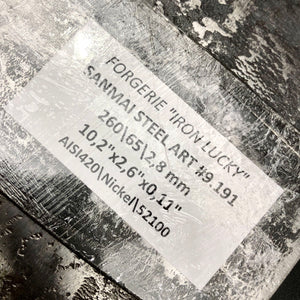 FORGERIE "IRON LUCKY"
SANMAI STEEL ART #9.191
260\65\2,8 mm
10,2"x2,6"x0,11"
AISI420\Nickel\52100